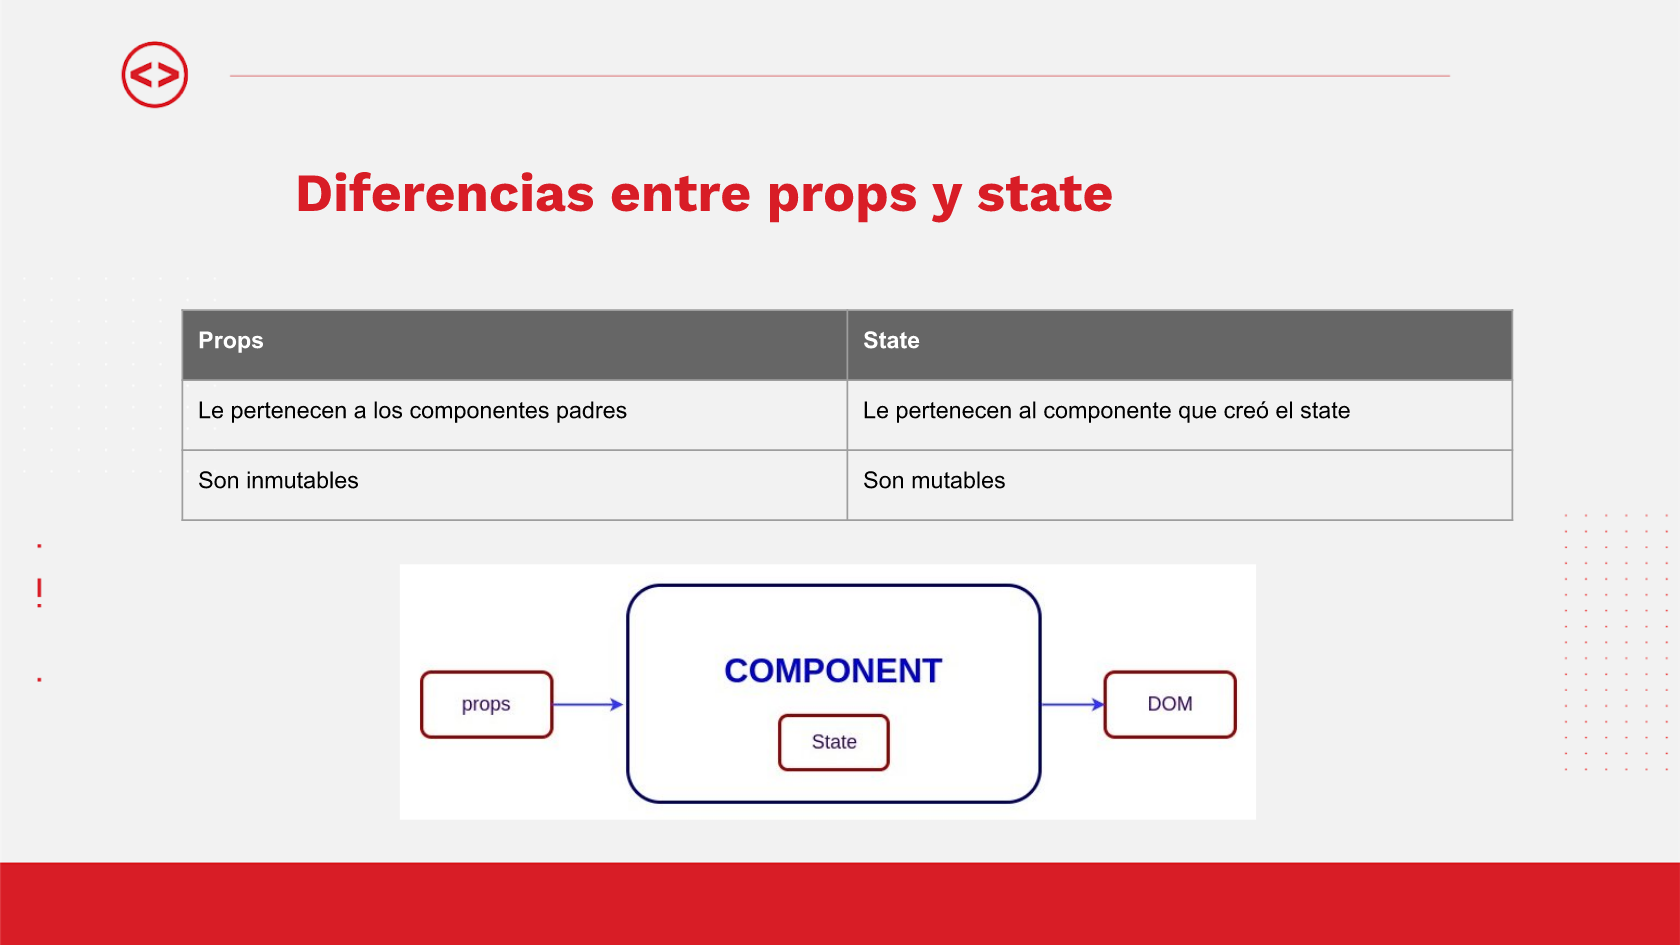 <>
Diferencias entre props y state
Props
State
Le pertenecen a los componentes padres
Le pertenecen al componente que creó el state
Son inmutables
Son mutables
!
COMPONENT
props
State
DOM